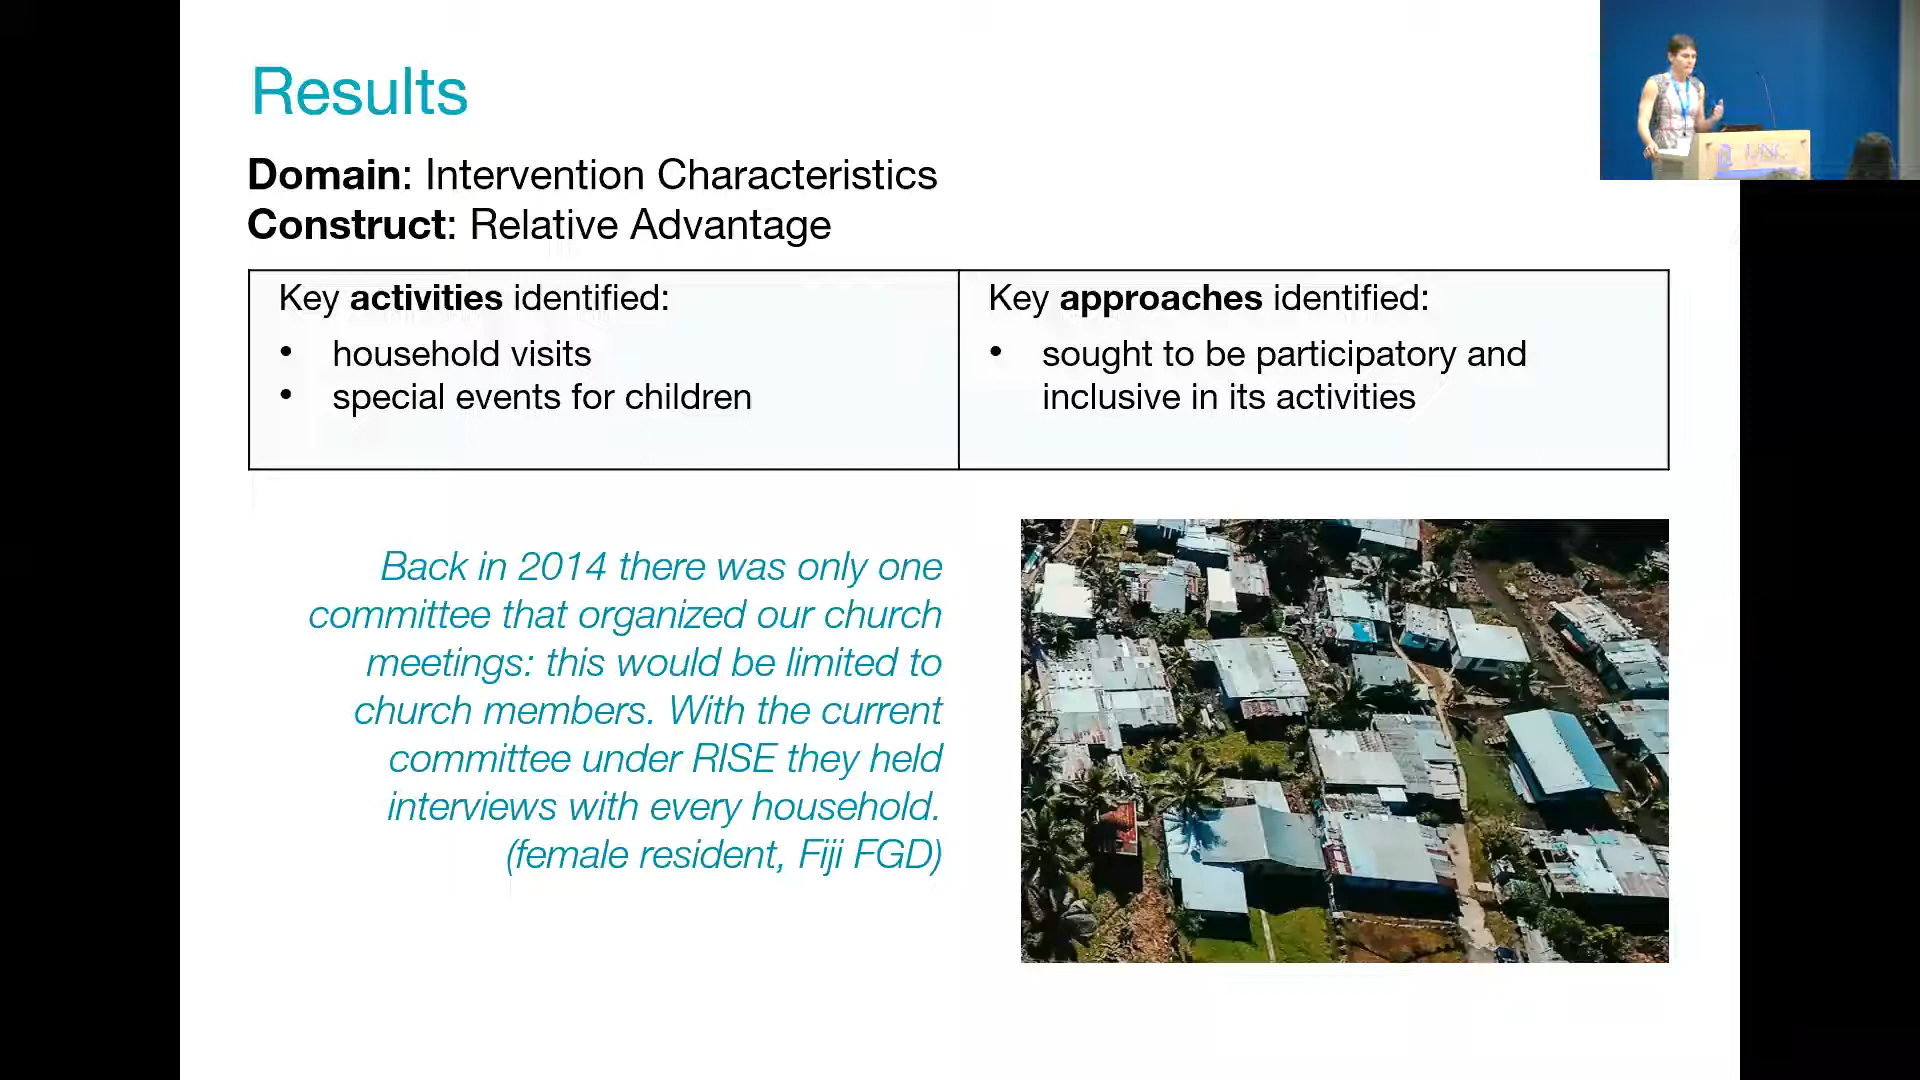 Results
Domain: Intervention Characteristics
Construct: Relative Advantage
Key activities identified:
• household visits
• special events for children
Key approaches identified:
• sought to be participatory and
inclusive in its activities
Back in 2014 there was only one
committee that organized our church
meetings: this would be limited to
church members. With the current
committee under RISE they held
interviews with every household.
(female resident, Fiji FGD)
UNC